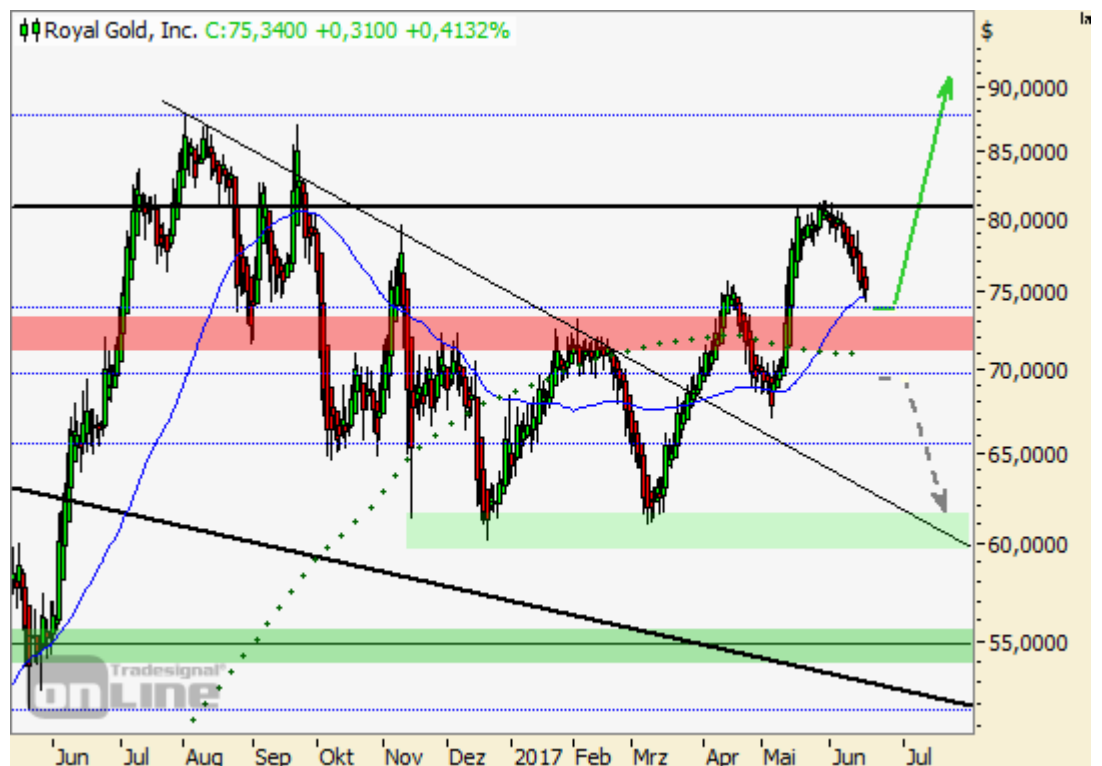 Royal Gold, Inc. C:75,3400 +0,3100 +0,4132%
$
90,0000
85,0000
80,0000
75,0000
70,0000
65,0000
60,0000
55,0000
Tradesignal®
onLine
Jun Jul Aug Sep Okt Nov Dez 2017 Feb Mrz Apr Mai Jun Jul